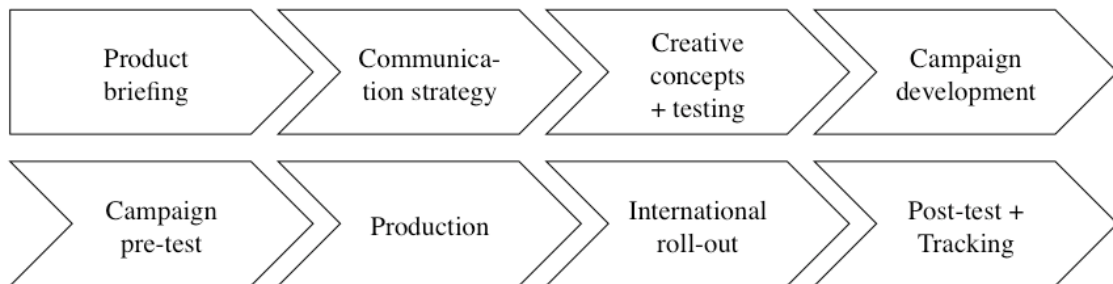 Product
briefing
Communica-
tion strategy
Creative
concepts
+ testing
Campaign
development
Campaign
pre-test
Production
International
roll-out
Post-test +
Tracking